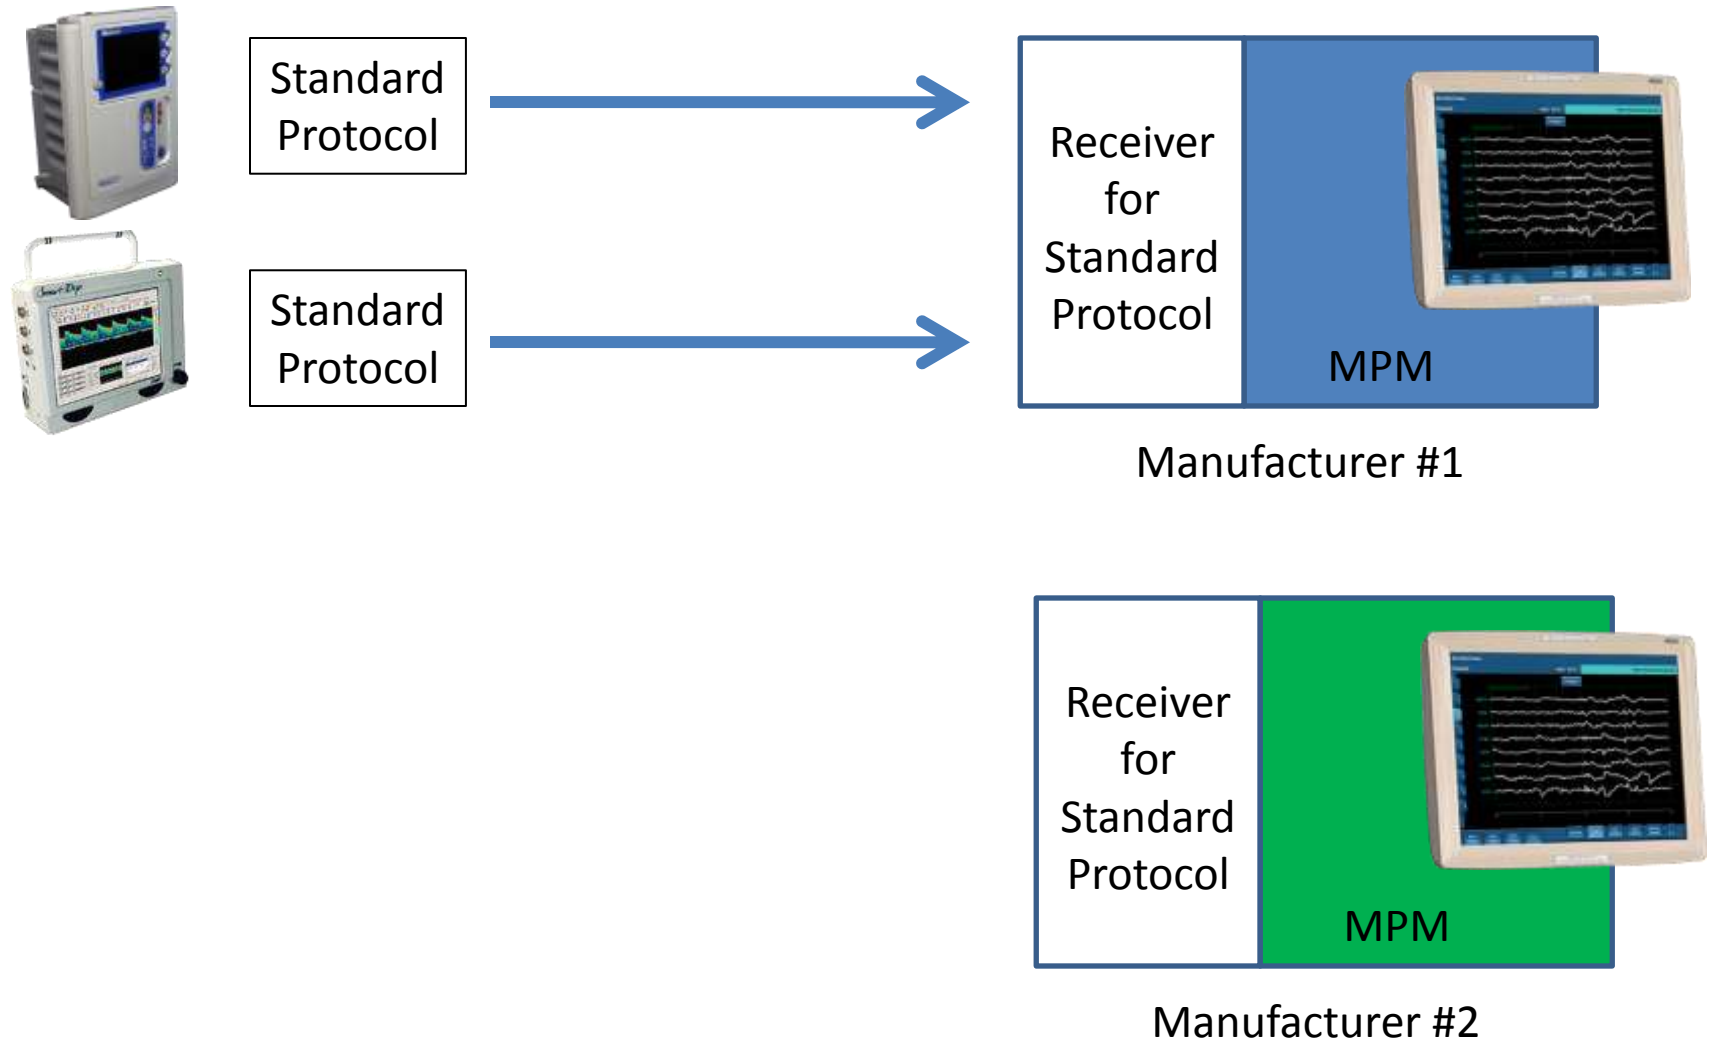 Standard
Protocol
Standard
Protocol
Receiver
for
Standard
Protocol
MPM
Manufacturer #1
Receiver
for
Standard
Protocol
MPM
Manufacturer #2